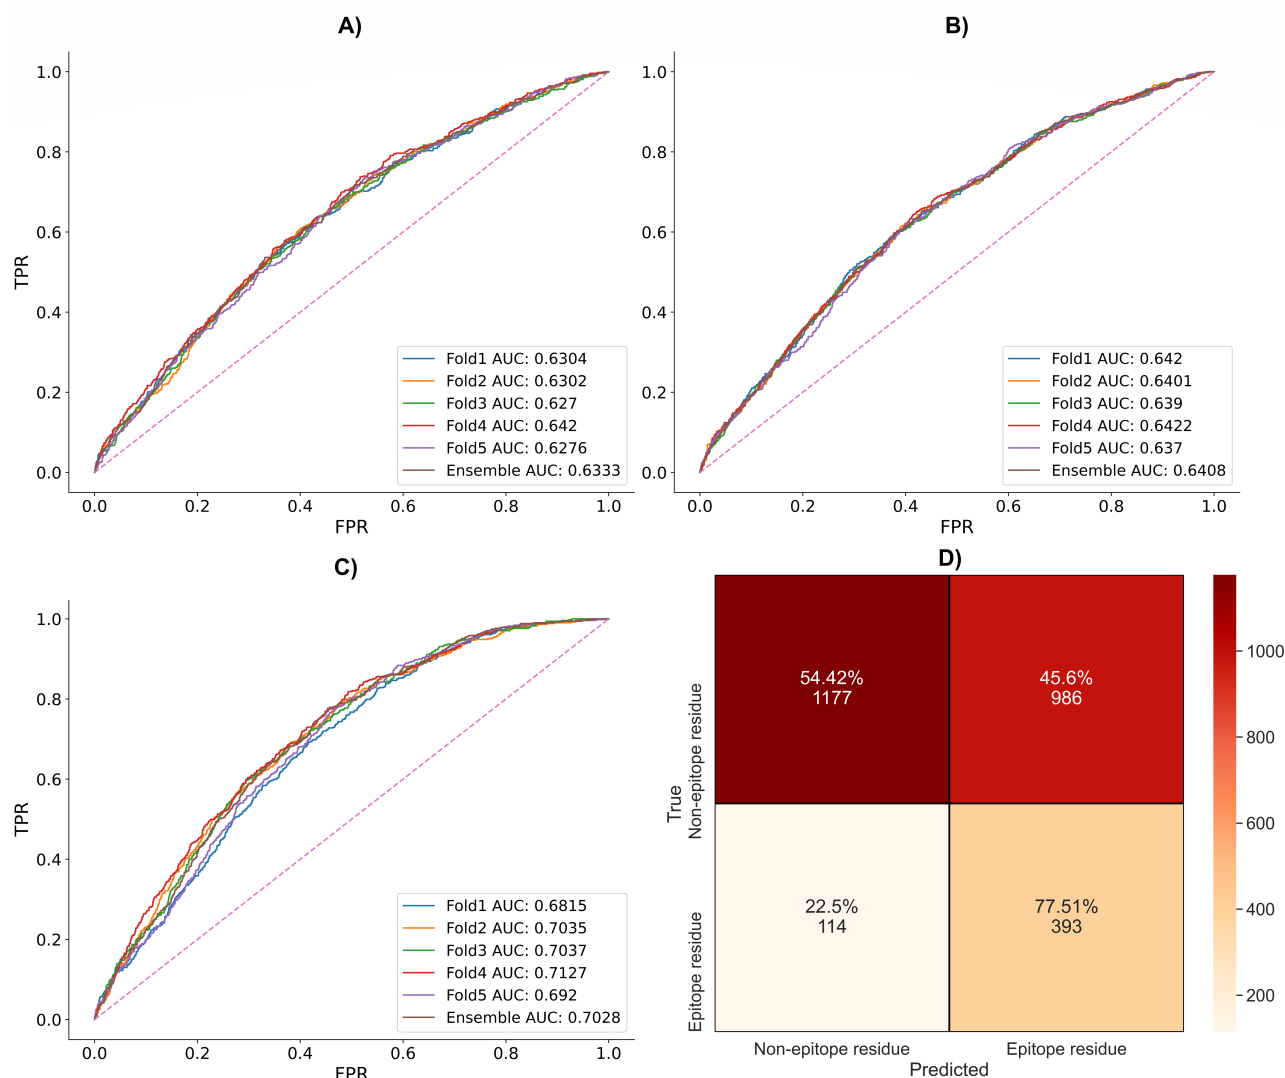 A)
1.0
0.8
0.6
0.4
0.2
0.0
TPR
0.0 0.2 0.4 0.6 0.8 1.0
FPR
Fold1 AUC: 0.6304
Fold2 AUC: 0.6302
Fold3 AUC: 0.627
Fold4 AUC: 0.642
Fold5 AUC: 0.6276
Ensemble AUC: 0.6333
B)
1.0
0.8
0.6
0.4
0.2
0.0
TPR
0.0 0.2 0.4 0.6 0.8 1.0
FPR
Fold1 AUC: 0.642
Fold2 AUC: 0.6401
Fold3 AUC: 0.639
Fold4 AUC: 0.6422
Fold5 AUC: 0.637
Ensemble AUC: 0.6408
C)
1.0
0.8
0.6
0.4
0.2
0.0
TPR
0.0 0.2 0.4 0.6 0.8 1.0
FPR
Fold1 AUC: 0.6815
Fold2 AUC: 0.7035
Fold3 AUC: 0.7037
Fold4 AUC: 0.7127
Fold5 AUC: 0.692
Ensemble AUC: 0.7028
D)
True
Non-epitope residue
Epitope residue
54.42%
1177
45.6%
986
22.5%
114
77.51%
393
Non-epitope residue Epitope residue
Predicted
1000
800
600
400
200